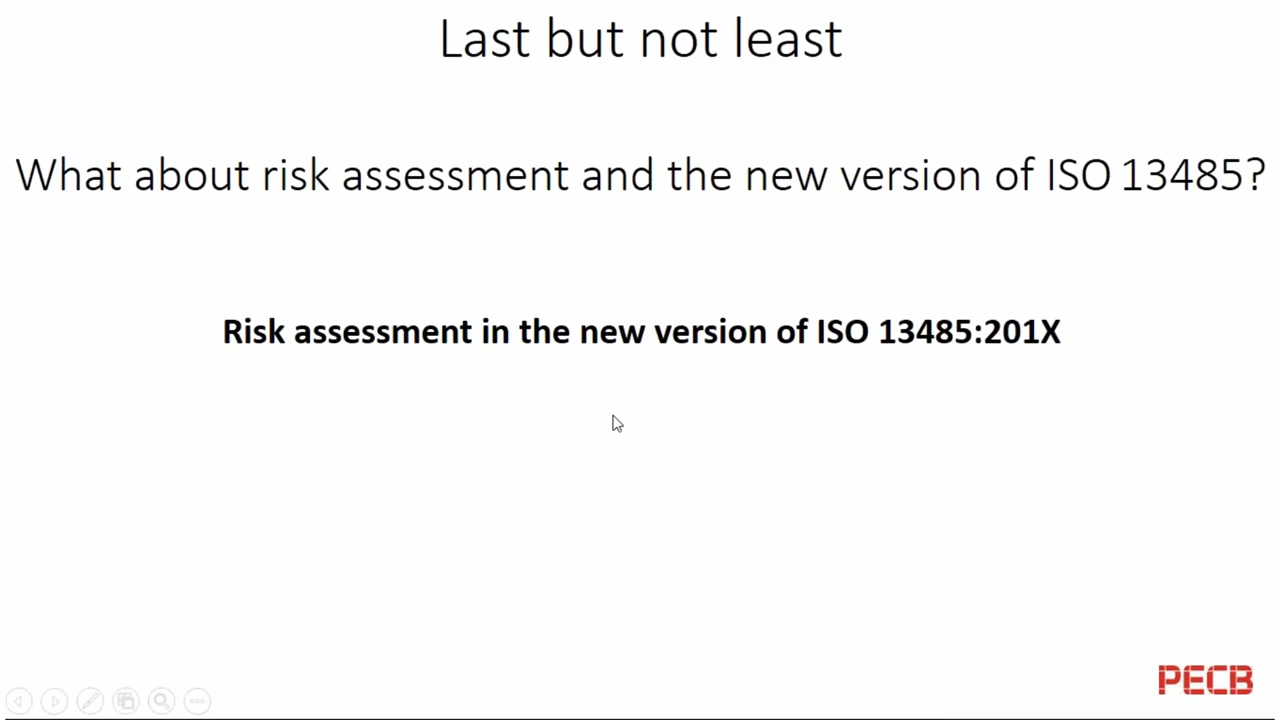 Last but not least
What about risk assessment and the new version of ISO 13485?
Risk assessment in the new version of ISO 13485:201X
PECB